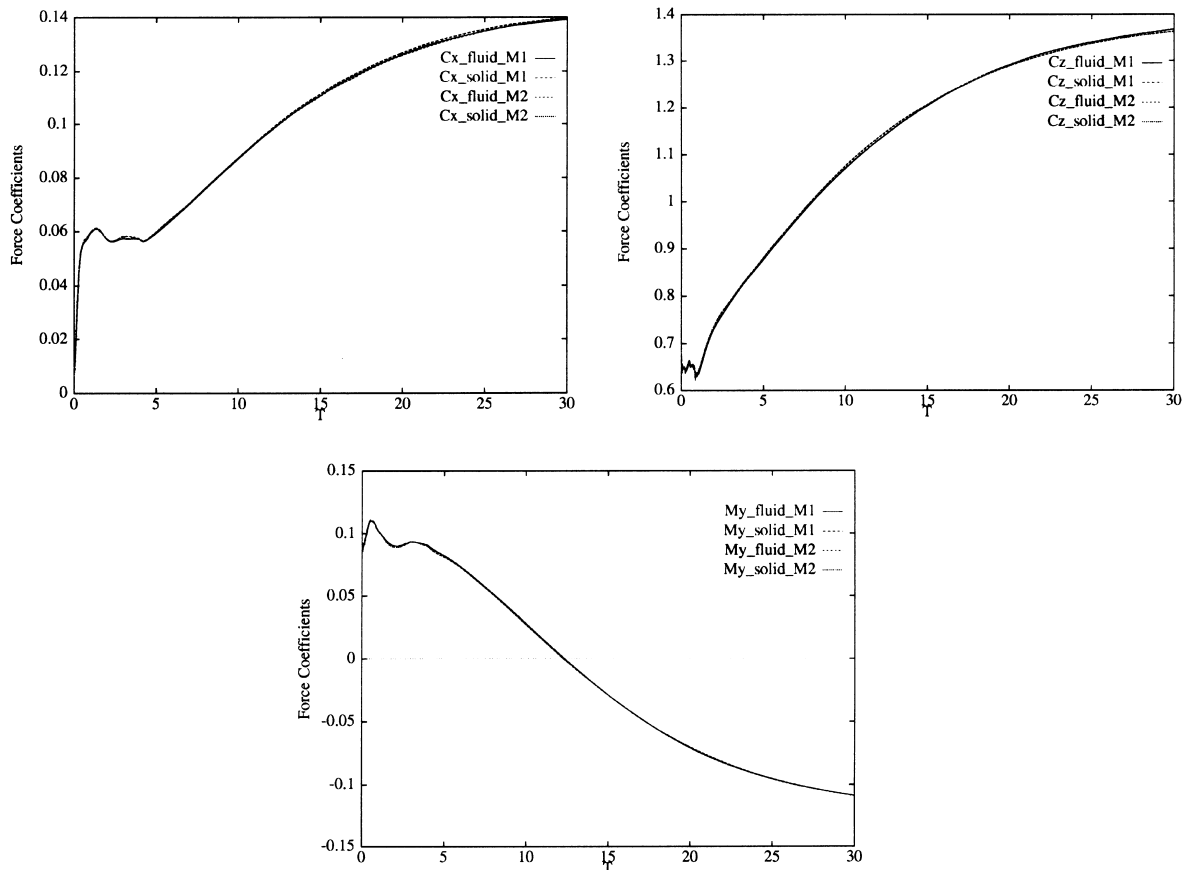 0.14
0.12
0.1
0.08
0.06
0.04
0.02
0
Force Coefficients
Cx_fluid_M1
Cx_solid_M1
Cx_fluid_M2
Cx_solid_M2
0 5 10 15 20 25 30
T
1.4
1.3
1.2
1.1
1
0.9
0.8
0.7
0.6
Force Coefficients
Cz_fluid_M1
Cz_solid_M1
Cz_fluid_M2
Cz_solid_M2
0 5 10 15 20 25 30
T
0.15
0.1
0.05
0
-0.05
-0.1
-0.15
Force Coefficients
My_fluid_M1
My_solid_M1
My_fluid_M2
My_solid_M2
0 5 10 15 20 25 30
T